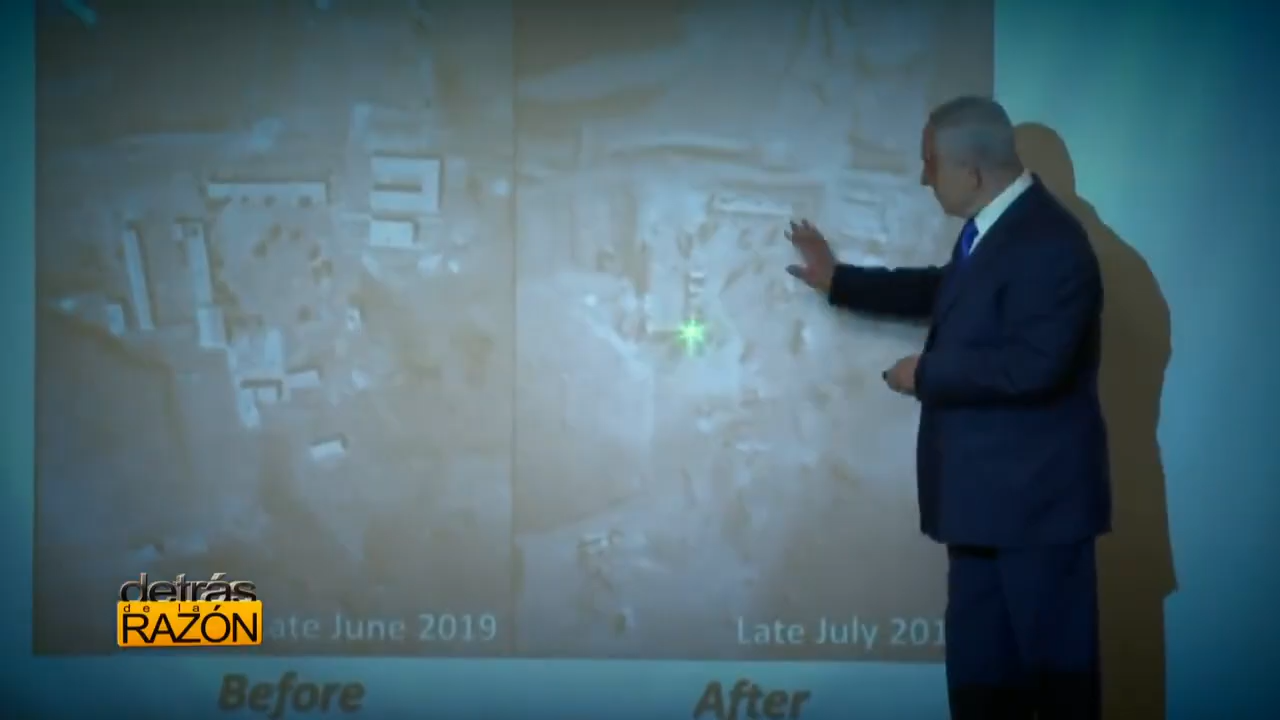 detrás
de la
RAZÓN
ate June 2019
Late July 201
Before
After